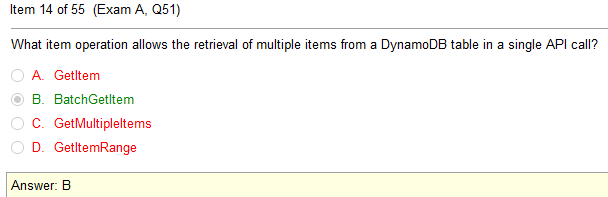 Item 14 of 55 (Exam A, Q51)
What item operation allows the retrieval of multiple items from a DynamoDB table in a single API call?
A. GetItem
B. BatchGetItem
C. GetMultipleItems
D. GetItemRange
Answer: B